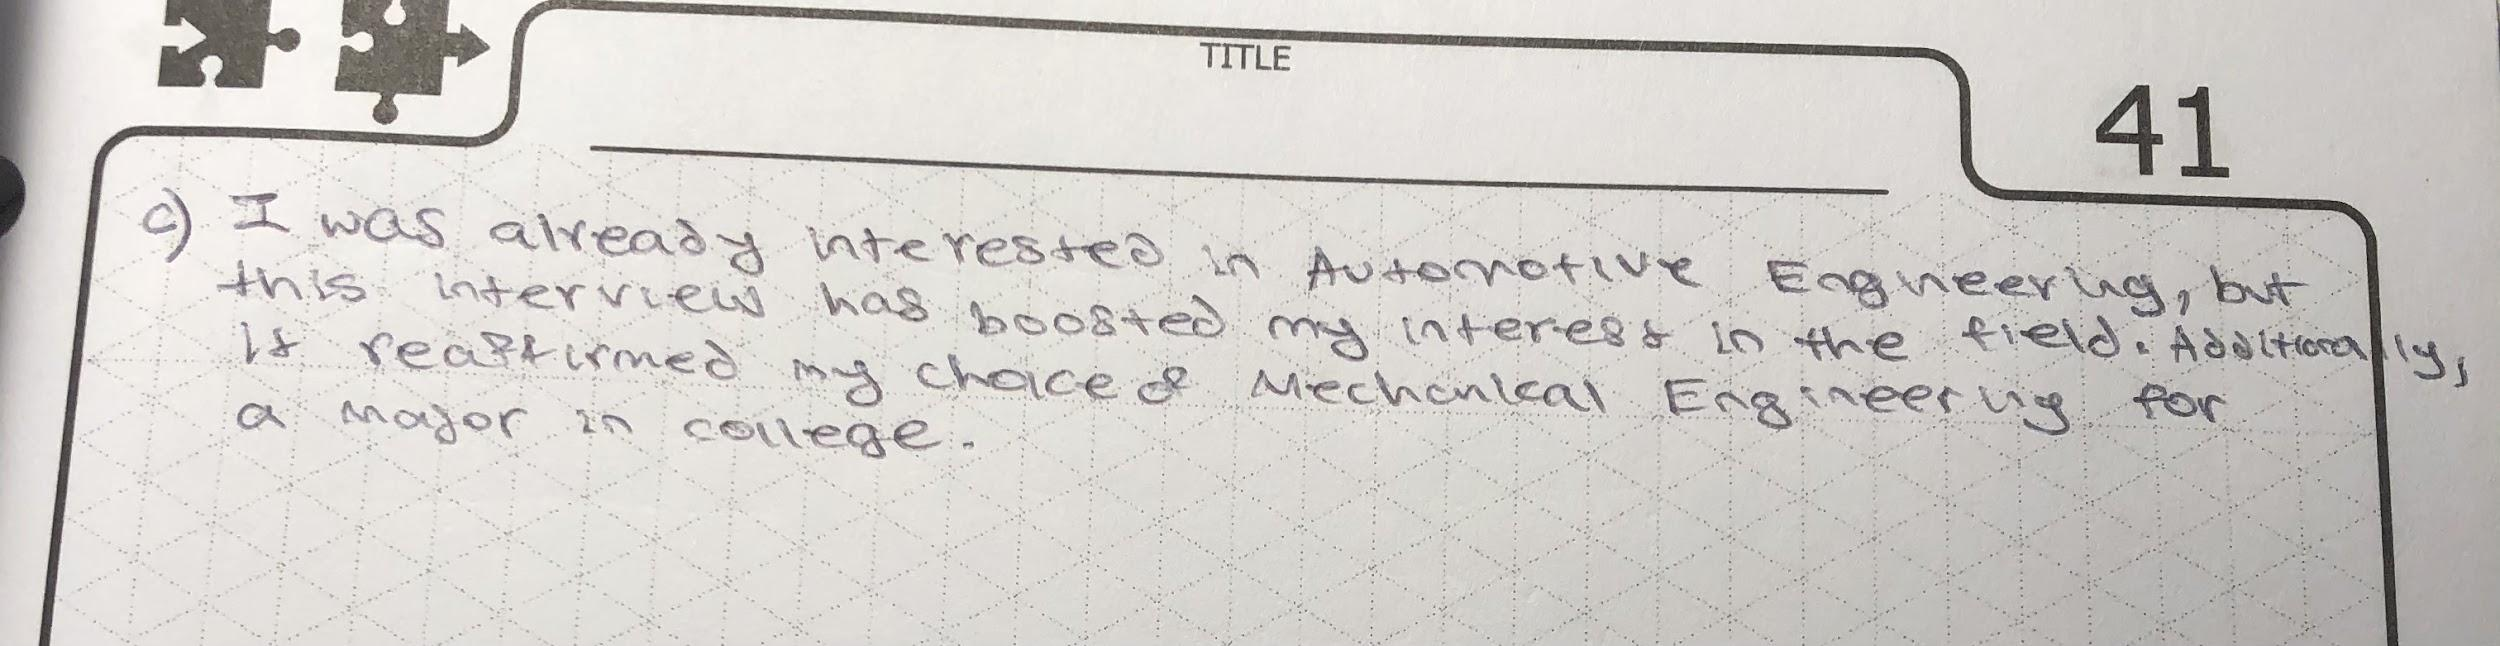 TITLE
41
c) I was already interested in Automotive Engineering, but
this interview has boosted my interest in the field. Additionally,
it reaffirmed my choice of Mechanical Engineering for
a major in college.